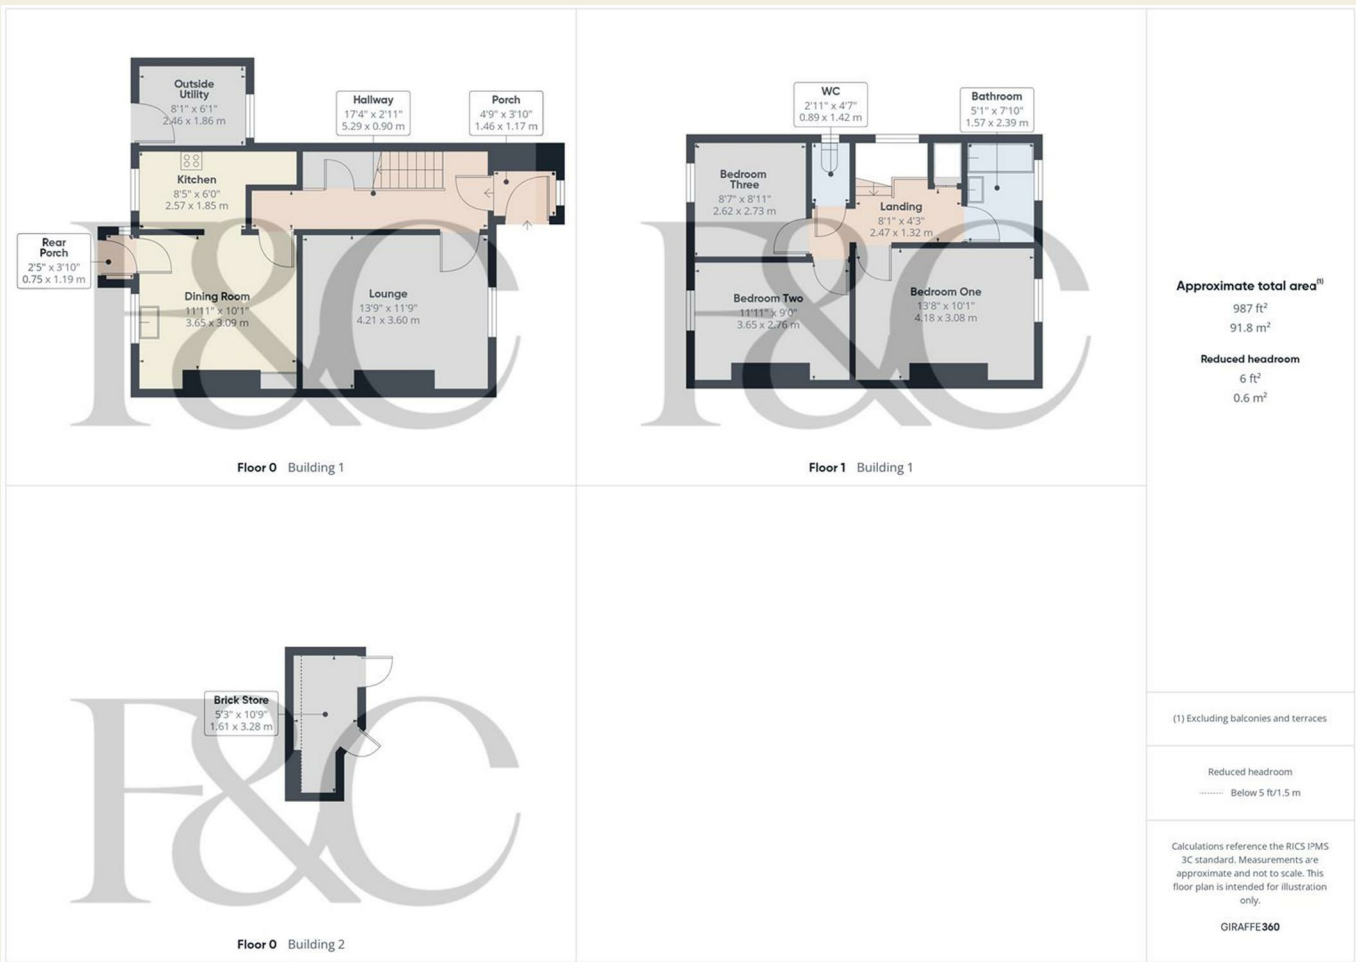 Outside
Utility
8'1" x 6'1"
2.46 x 1.86 m
Hallway
17'4" x 2'11"
5.29 x 0.90 m
Porch
4'9" x 3'10"
1.46 x 1.17 m
Kitchen
8'5" x 6'0"
2.57 x 1.85 m
Rear
Porch
2'5" x 3'10"
0.75 x 1.19 m
Dining Room
11'11" x 10'1"
3.65 x 3.09 m
Lounge
13'9" x 11'9"
4.21 x 3.60 m
F&C
Floor 0 Building 1
WC
2'11" x 4'7"
0.89 x 1.42 m
Bathroom
5'1" x 7'10"
1.57 x 2.39 m
Bedroom
Three
8'7" x 8'11"
2.62 x 2.73 m
Landing
8'1" x 4'3"
2.47 x 1.32 m
Bedroom Two
11'11" x 9'0"
3.65 x 2.76 m
Bedroom One
13'8" x 10'1"
4.18 x 3.08 m
F&C
Floor 1 Building 1
Brick Store
5'3" x 10'9"
1.61 x 3.28 m
F&C
Floor 0 Building 2
Approximate total area(1)
987 ft²
91.8 m²
Reduced headroom
6 ft²
0.6 m²
(1) Excluding balconies and terraces
Reduced headroom
Below 5 ft/1.5 m
Calculations reference the RICS IPMS
3C standard. Measurements are
approximate and not to scale. This
floor plan is intended for illustration
only.
GIRAFFE360